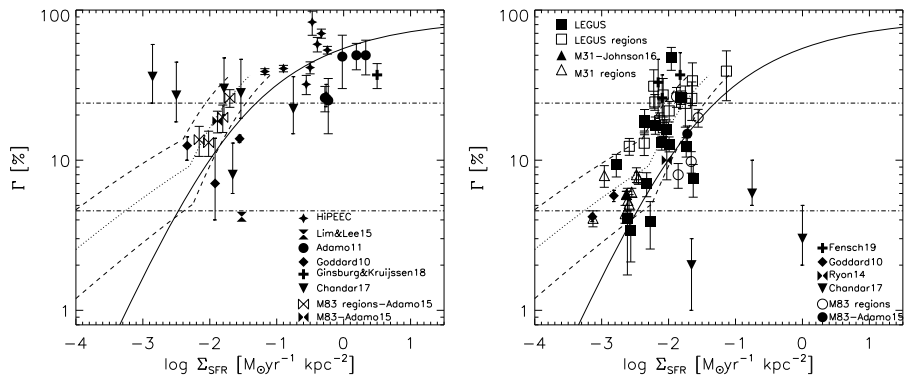 100
10
1
Γ [%]
HiPEEC
Lim&Lee15
Adamo11
Goddard10
Ginsburg&Kruijssen18
Chandar17
M83 regions-Adamo15
M83-Adamo15
-4 -3 -2 -1 0 1
log Σ_SFR [M⊙yr⁻¹ kpc⁻²]
100
10
1
Γ [%]
LEGUS
LEGUS regions
M31-Johnson16
M31 regions
Fensch19
Goddard10
Ryon14
Chandar17
M83 regions
M83-Adamo15
-4 -3 -2 -1 0 1
log Σ_SFR [M⊙yr⁻¹ kpc⁻²]